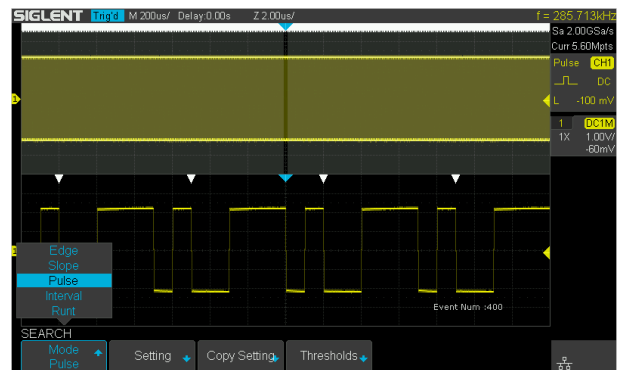 SIGLENT Trig'd M 200us/ Delay:0.00s Z 2.00us/ f = 285.713kHz
Sa 2.00GSa/s
Curr 5.60Mpts
Pulse CH1
DC
L -100 mV
1 DC1M
1X 1.00V/
-60mV
1
1
Edge
Slope
Pulse
Interval
Runt
Event Num :400
SEARCH
Mode Setting Copy Setting Thresholds
Pulse